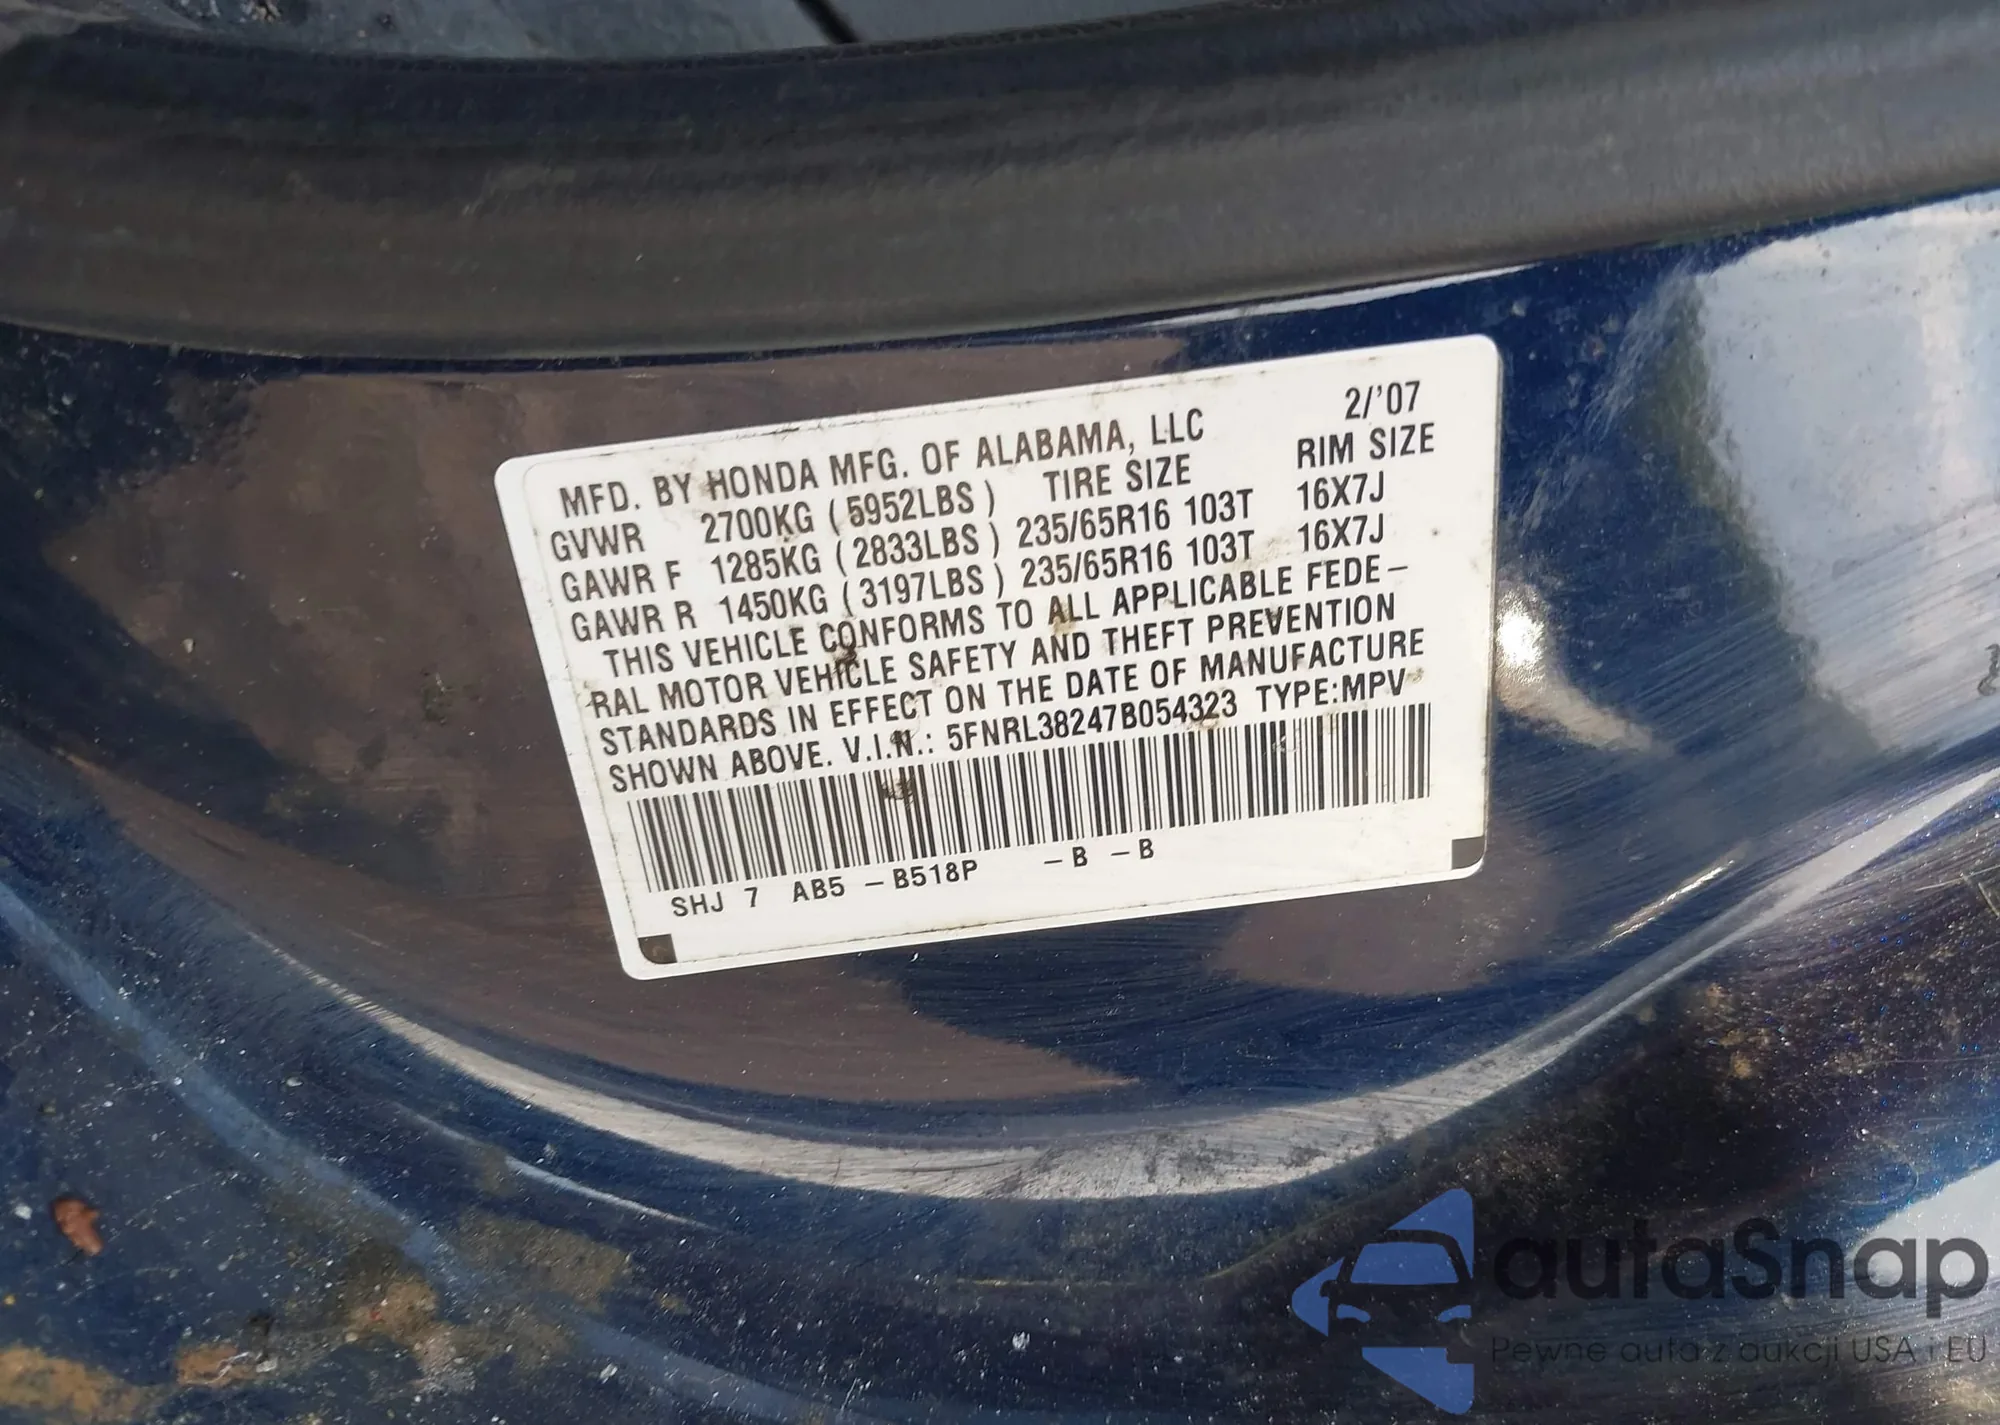 2/'07
MFD. BY HONDA MFG. OF ALABAMA, LLC RIM SIZE
GVWR 2700KG ( 5952LBS ) TIRE SIZE
GAWR F 1285KG ( 2833LBS ) 235/65R16 103T 16X7J
GAWR R 1450KG ( 3197LBS ) 235/65R16 103T 16X7J
THIS VEHICLE CONFORMS TO ALL APPLICABLE FEDE-
RAL MOTOR VEHICLE SAFETY AND THEFT PREVENTION
STANDARDS IN EFFECT ON THE DATE OF MANUFACTURE
SHOWN ABOVE. V.I.N.: 5FNRL38247B054323 TYPE:MPV
SHJ 7 AB5 -B518P -B -B
autaSnap
Pewne auta z aukcji USA i EU